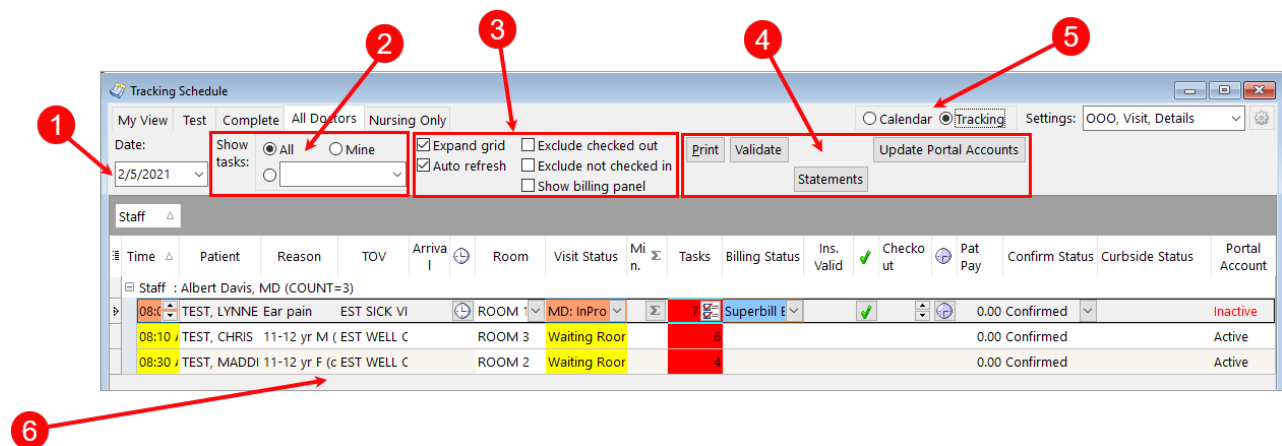 2 3 4 5
1
6
Tracking Schedule
My View Test Complete All Doctors Nursing Only Calendar Tracking Settings: OOO, Visit, Details
Date: Show tasks: All Mine Expand grid Exclude checked out Print Validate Update Portal Accounts
2/5/2021 Auto refresh Exclude not checked in Statements
Show billing panel
Staff
Time Patient Reason TOV Arrival Room Visit Status Min. Σ Tasks Billing Status Ins. Valid Checkout Pat Pay Confirm Status Curbside Status Portal Account
Staff : Albert Davis, MD (COUNT=3)
TEST, LYNNE Ear pain EST SICK VI ROOM 1 MD: InPro Σ 7 Superbill 0.00 Confirmed Inactive
08:10 TEST, CHRIS 11-12 yr M ( EST WELL C ROOM 3 Waiting Roor 6 0.00 Confirmed Active
08:30 TEST, MADDI 11-12 yr F (c EST WELL C ROOM 2 Waiting Roor 4 0.00 Confirmed Active